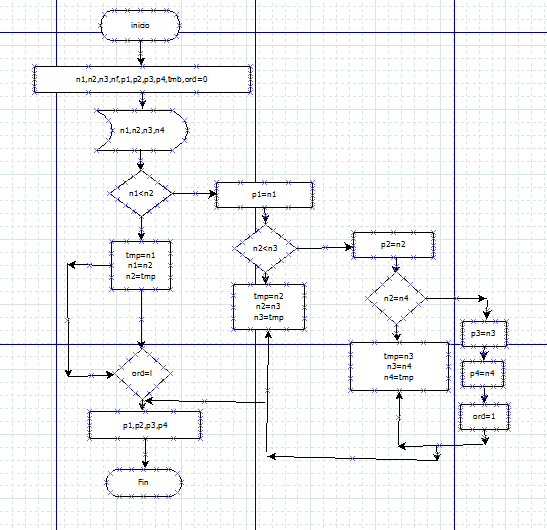 inicio
n1,n2,n3,nf,p1,p2,p3,p4,tmb,ord=0
n1,n2,n3,n4
n1<n2
p1=n1
tmp=n1
n1=n2
n2=tmp
n2<n3
p2=n2
tmp=n2
n2=n3
n3=tmp
n2=n4
p3=n3
tmp=n3
n3=n4
n4=tmp
p4=n4
ord=1
ord=l
p1,p2,p3,p4
Fin